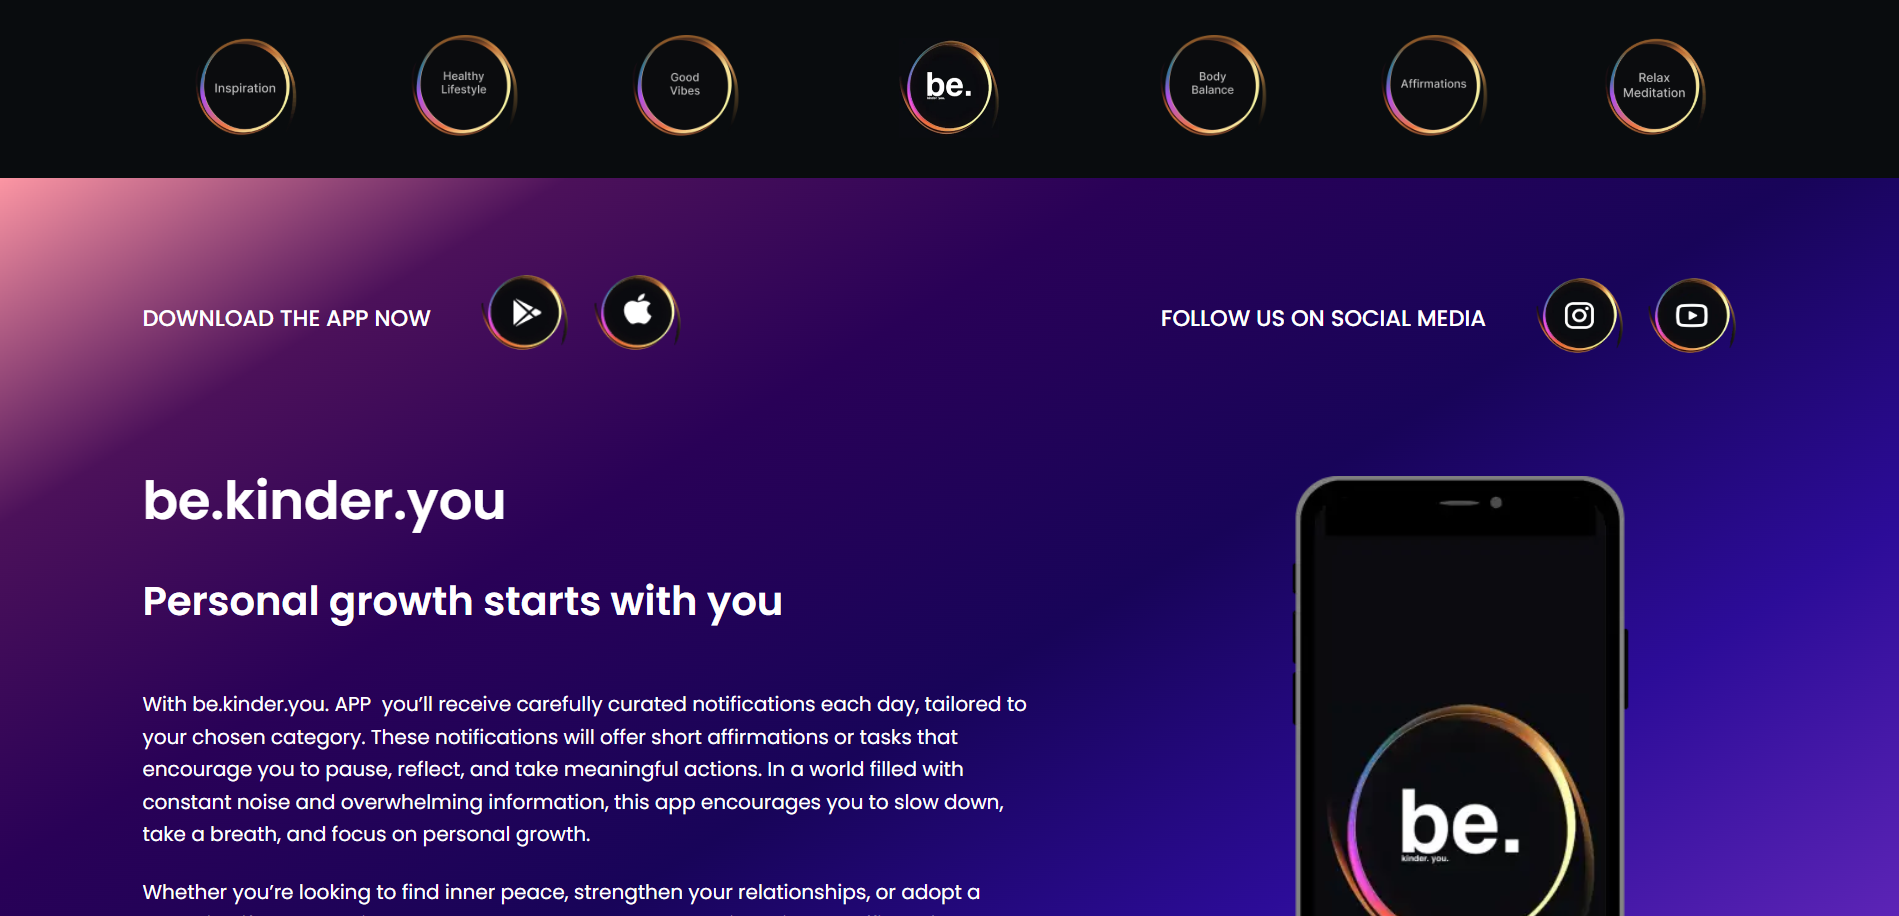 Inspiration
Healthy
Lifestyle
Good
Vibes
be.
Body
Balance
Affirmations
Relax
Meditation
DOWNLOAD THE APP NOW
FOLLOW US ON SOCIAL MEDIA
be.kinder.you
Personal growth starts with you
With be.kinder.you. APP you’ll receive carefully curated notifications each day, tailored to
your chosen category. These notifications will offer short affirmations or tasks that
encourage you to pause, reflect, and take meaningful actions. In a world filled with
constant noise and overwhelming information, this app encourages you to slow down,
take a breath, and focus on personal growth.
Whether you’re looking to find inner peace, strengthen your relationships, or adopt a
be.
kinder. you.